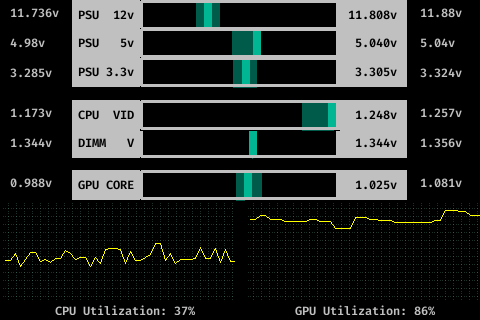 11.736v PSU 12v 11.808v 11.88v
4.98v PSU 5v 5.040v 5.04v
3.285v PSU 3.3v 3.305v 3.324v
1.173v CPU VID 1.248v 1.257v
1.344v DIMM V 1.344v 1.356v
0.988v GPU CORE 1.025v 1.081v
CPU Utilization: 37% GPU Utilization: 86%